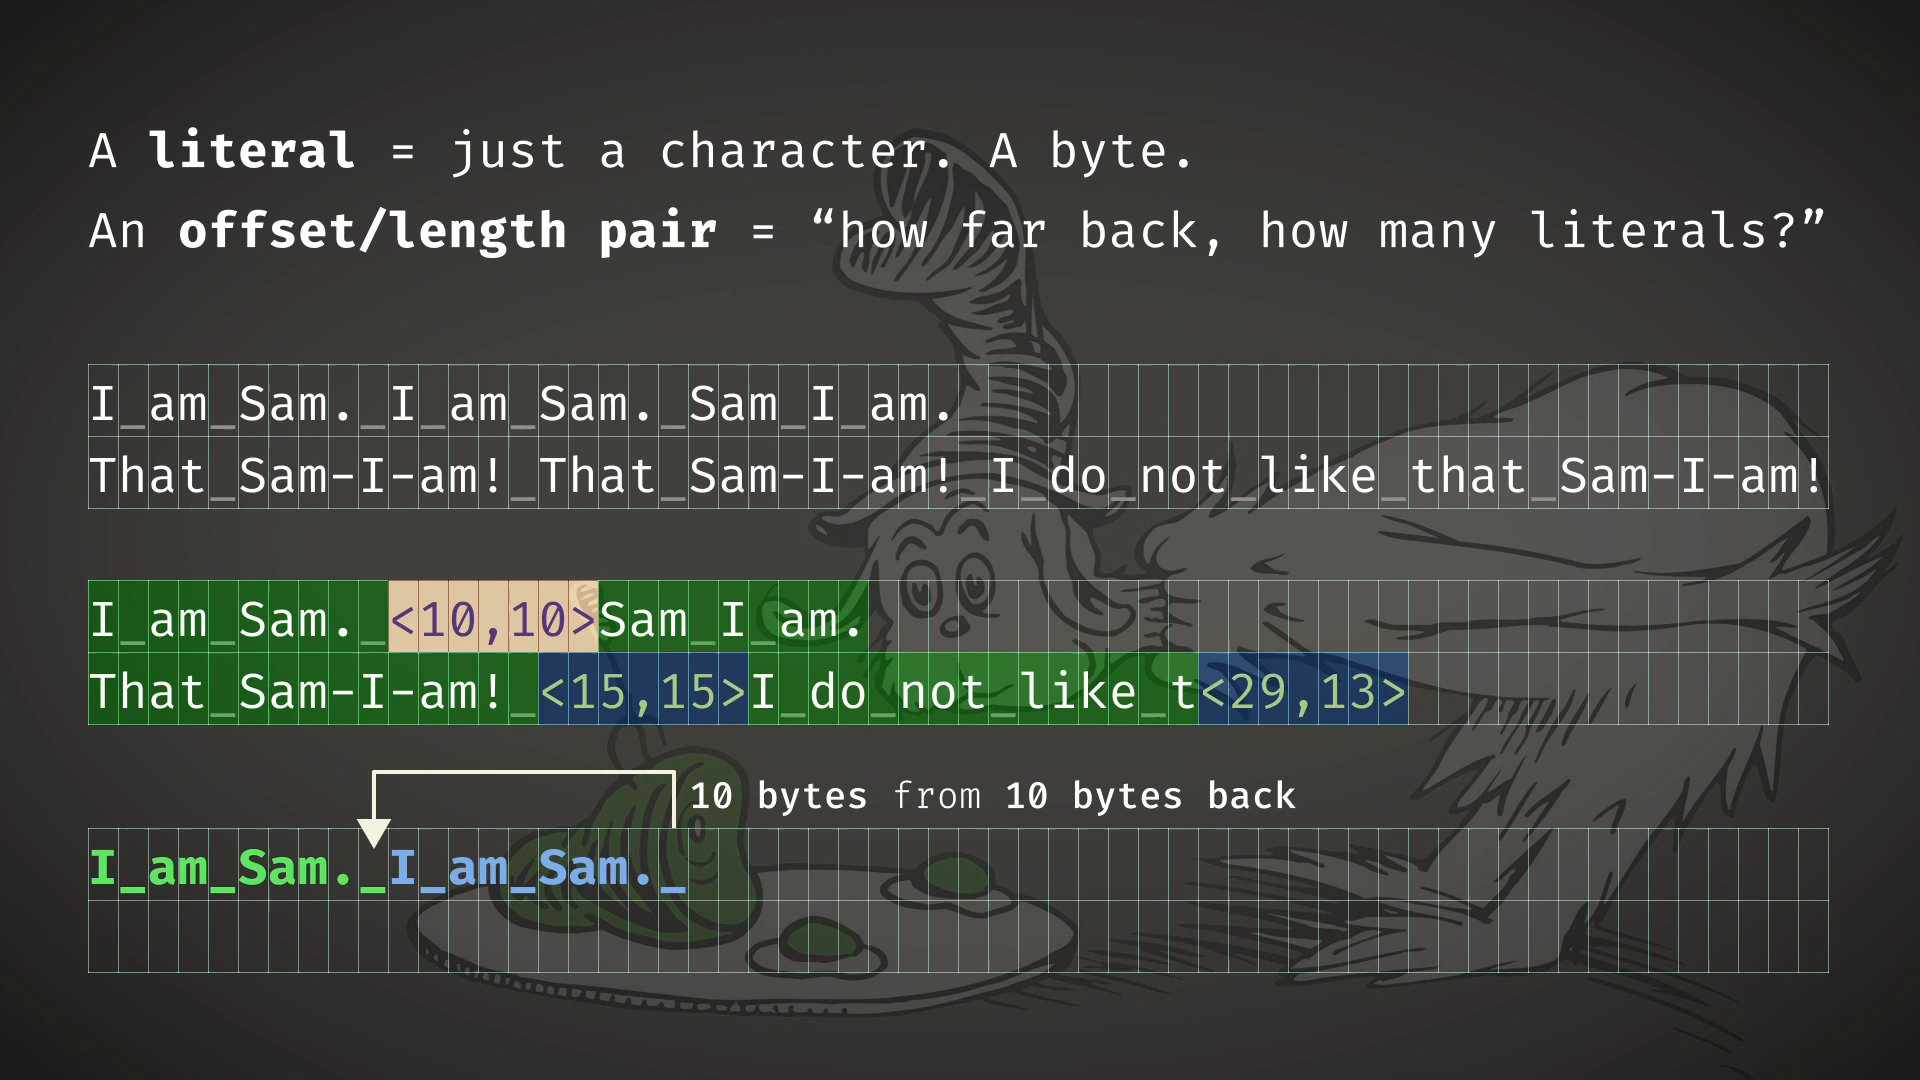 A literal = just a character. A byte.
An offset/length pair = “how far back, how many literals?”
I_am_Sam._I_am_Sam._Sam_I_am.
That_Sam-I-am!_That_Sam-I-am!_I_do_not_like_that_Sam-I-am!
I_am_Sam._<10,10>Sam_I_am.
That_Sam-I-am!_<15,15>I_do_not_like_t<29,13>
10 bytes from 10 bytes back
I_am_Sam._I_am_Sam._